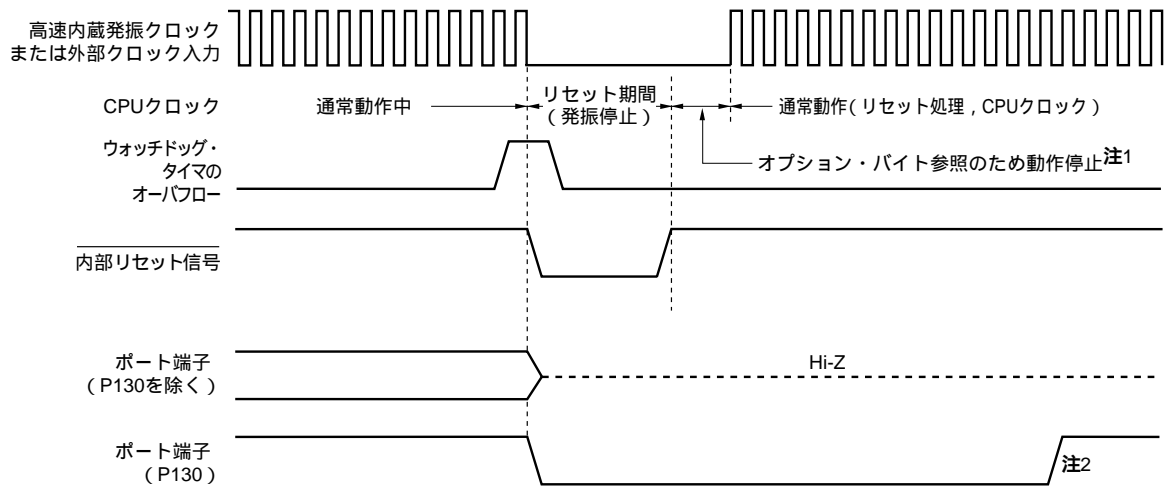 高速内蔵発振クロック
または外部クロック入力
CPUクロック
通常動作中
リセット期間
（発振停止）
通常動作（リセット処理，CPUクロック）
ウォッチドッグ・
タイマの
オーバフロー
オプション・バイト参照のため動作停止注1
内部リセット信号
ポート端子
（P130を除く）
Hi-Z
ポート端子
（P130）
注2